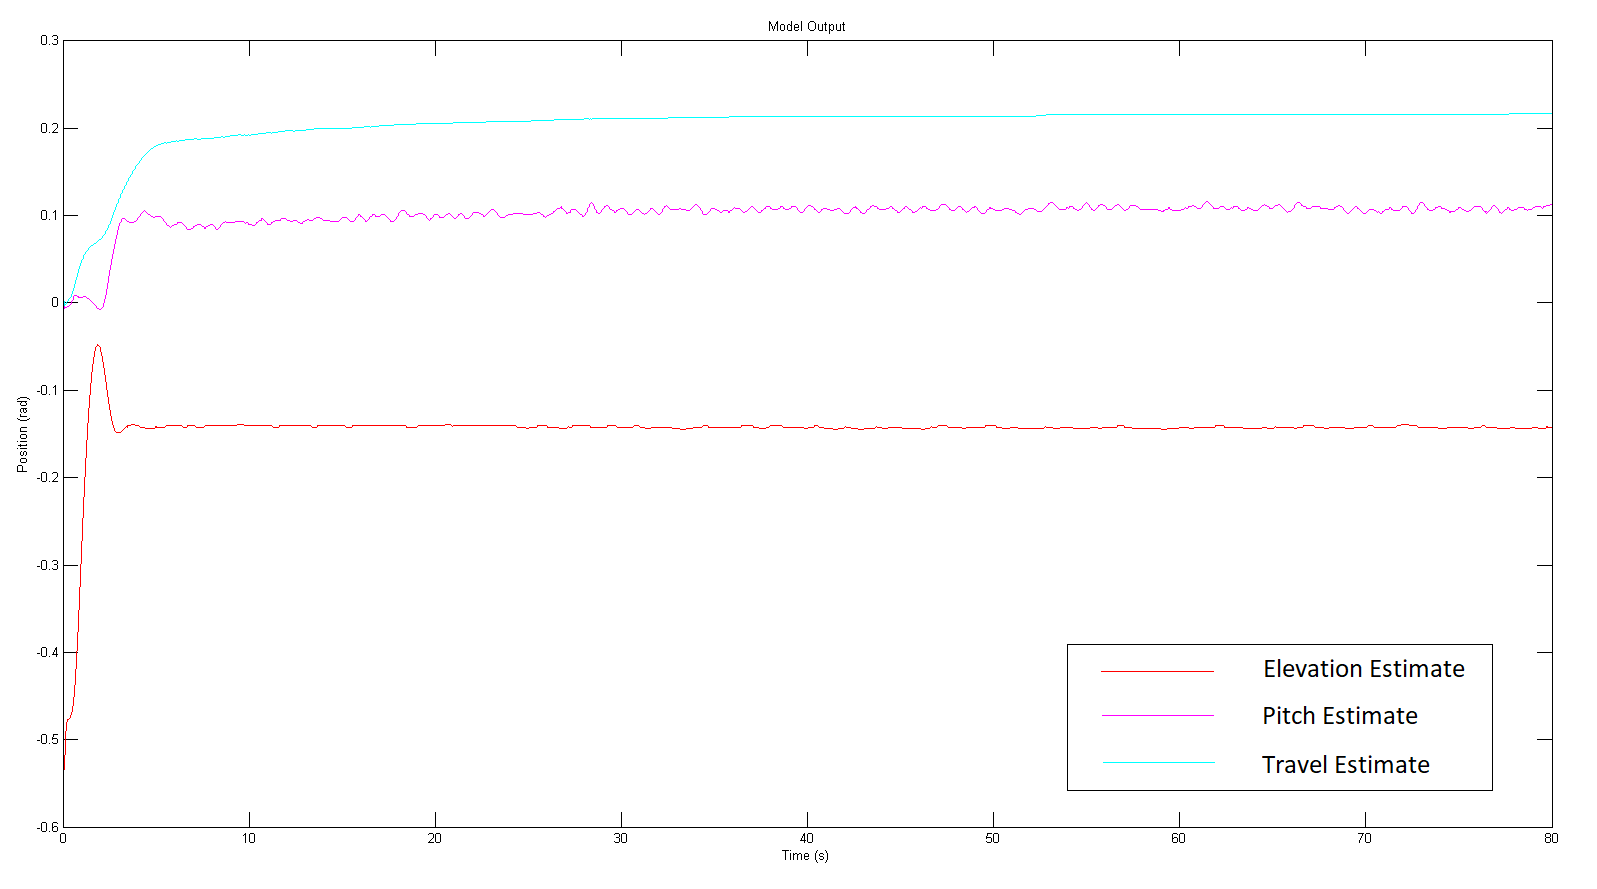 Model Output
0.3
0.2
0.1
0
-0.1
-0.2
-0.3
-0.4
-0.5
-0.6
Position (rad)
0 10 20 30 40 50 60 70 80
Time (s)
Elevation Estimate
Pitch Estimate
Travel Estimate